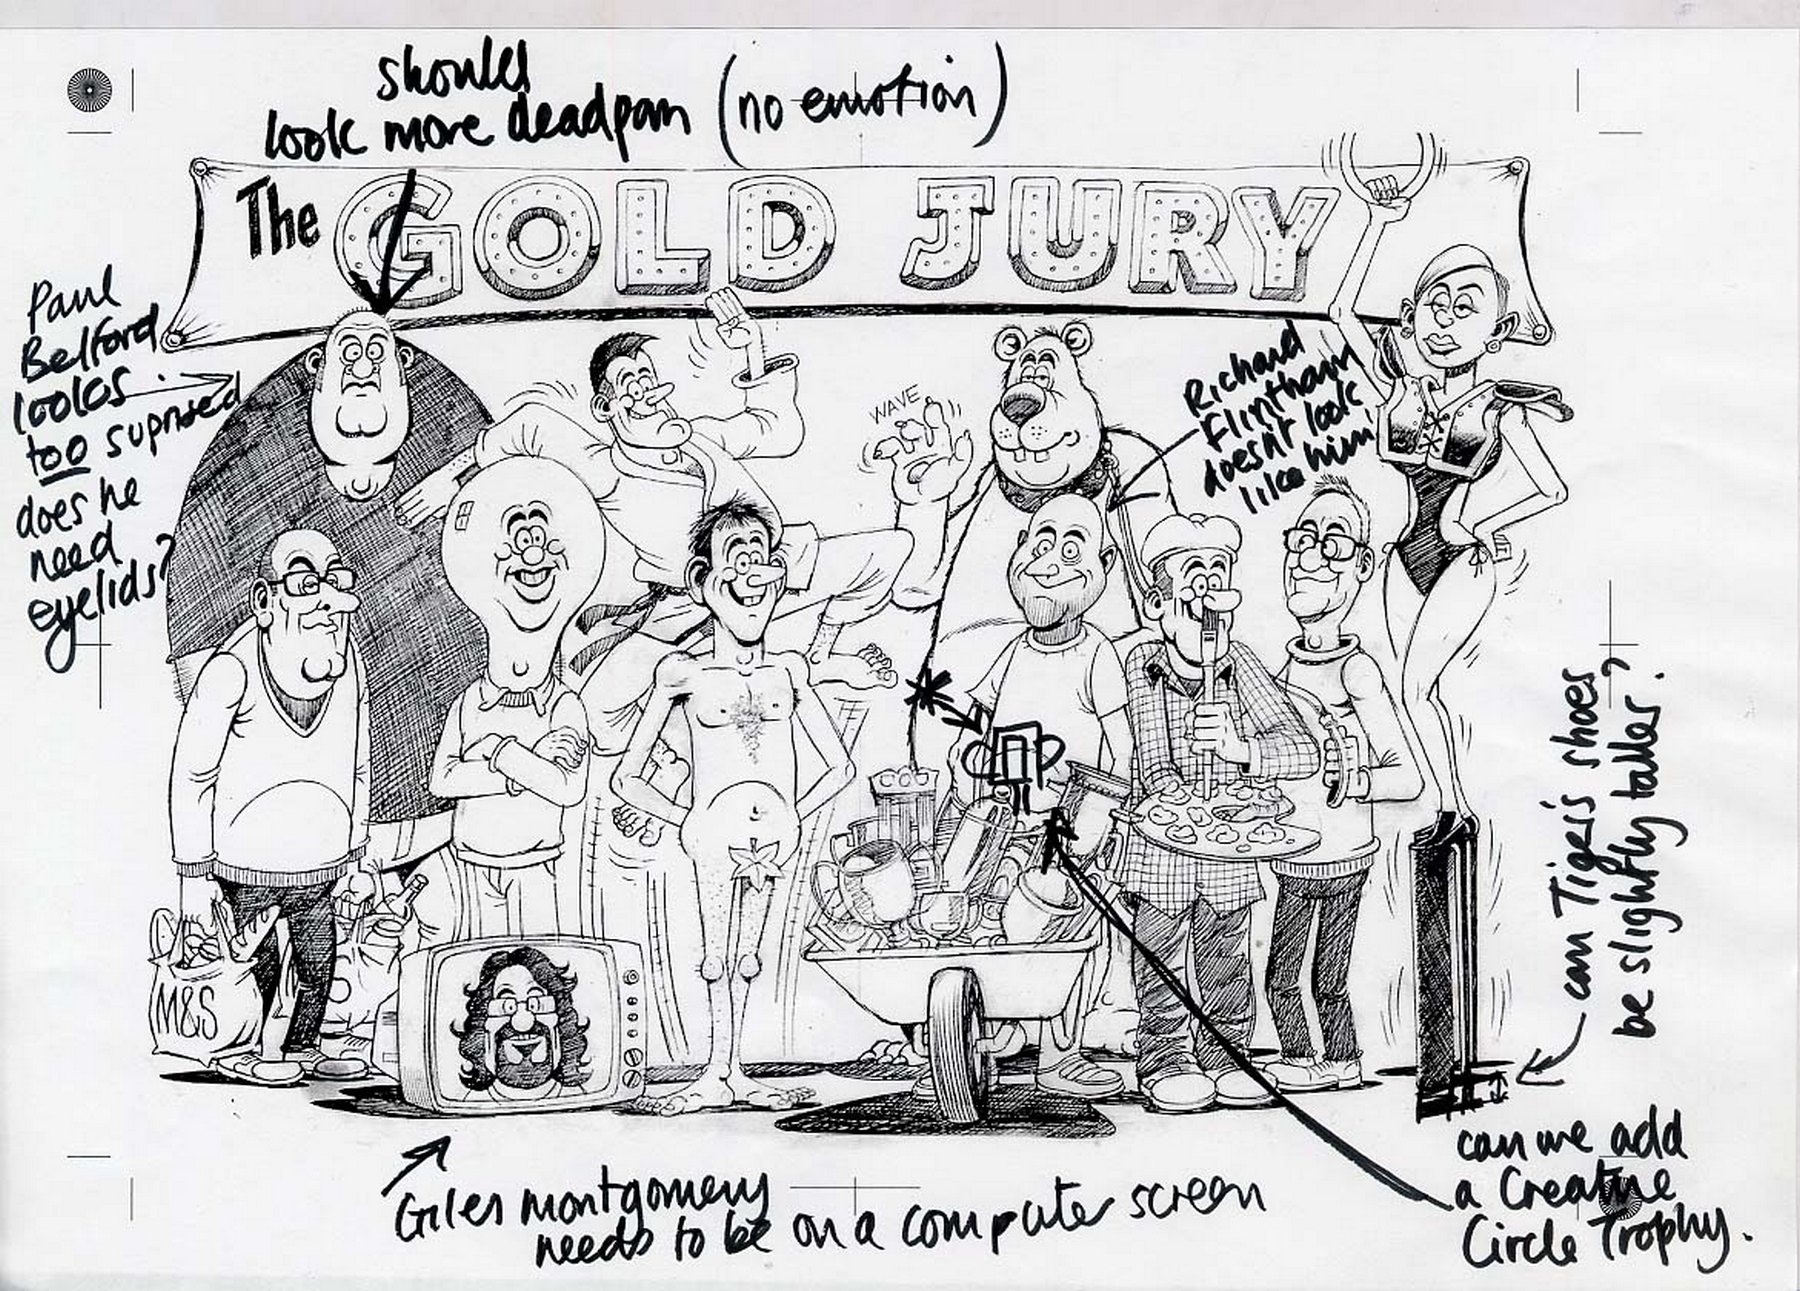 should
look more deadpan (no emotion)
The GOLD JURY
Paul
Belford
looks
too suprised
does he
need
eyelids?
WAVE
Richard
Flintham
doesn't look
like him!
can Tiger's shoes
be slightly taller?
M&S
Giles montgomery
needs to be on a computer screen
can we add
a Creative
Circle Trophy.